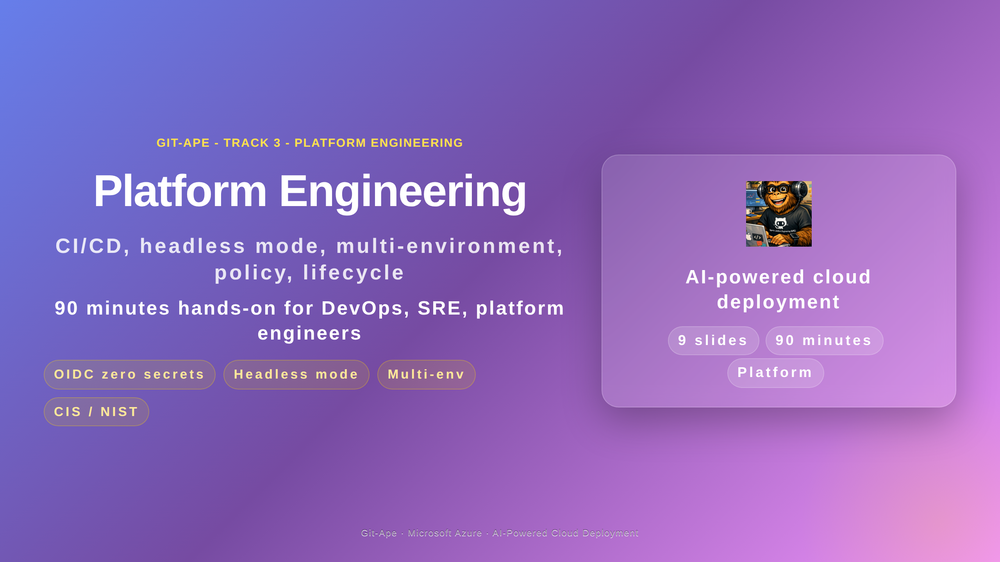 GIT-APE - TRACK 3 - PLATFORM ENGINEERING
Platform Engineering
CI/CD, headless mode, multi-environment,
policy, lifecycle
90 minutes hands-on for DevOps, SRE, platform
engineers
OIDC zero secrets
Headless mode
Multi-env
CIS / NIST
Agentic platform Engineering (APE)
</>
AI-powered cloud
deployment
9 slides
90 minutes
Platform
Git-Ape · Microsoft Azure · AI-Powered Cloud Deployment